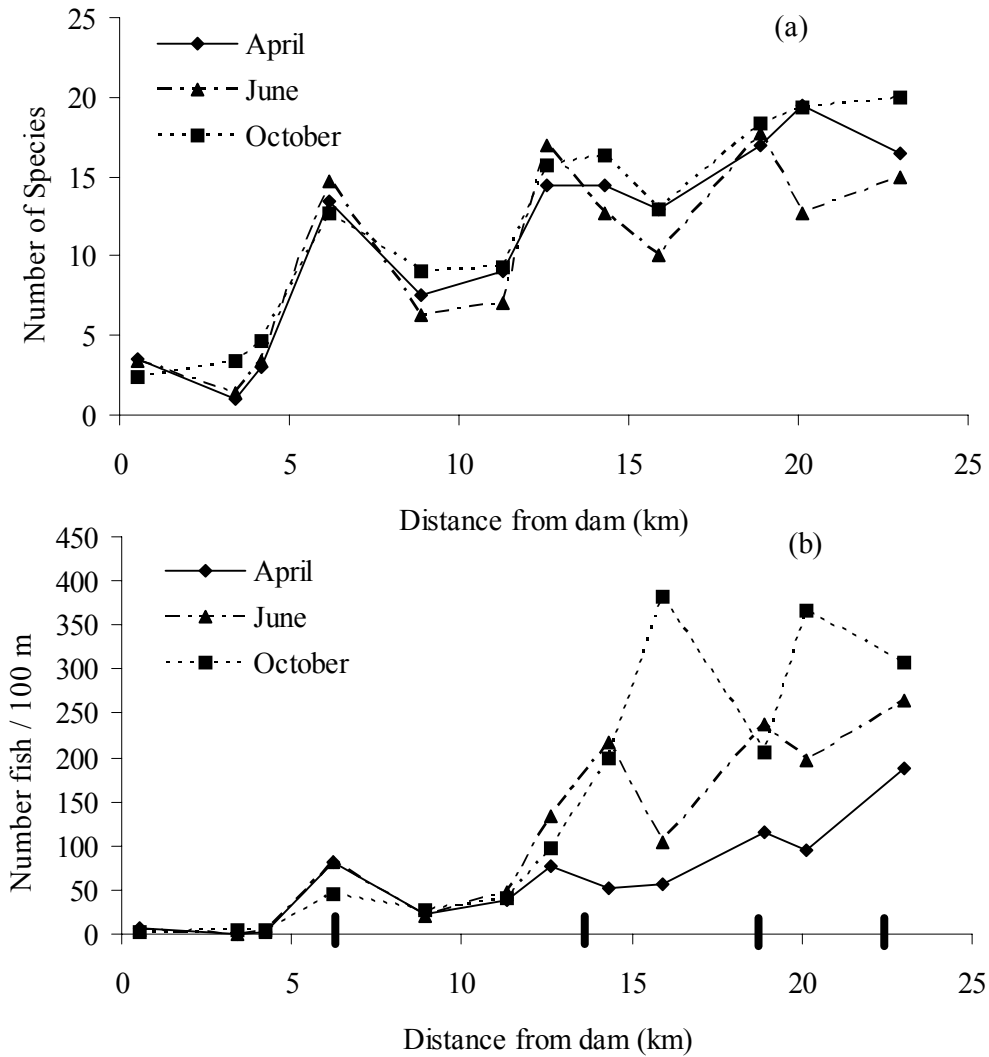 (a)
25
20
15
10
5
0
Number of Species
April
June
October
0 5 10 15 20 25
Distance from dam (km)
(b)
450
400
350
300
250
200
150
100
50
0
Number fish / 100 m
April
June
October
0 5 10 15 20 25
Distance from dam (km)